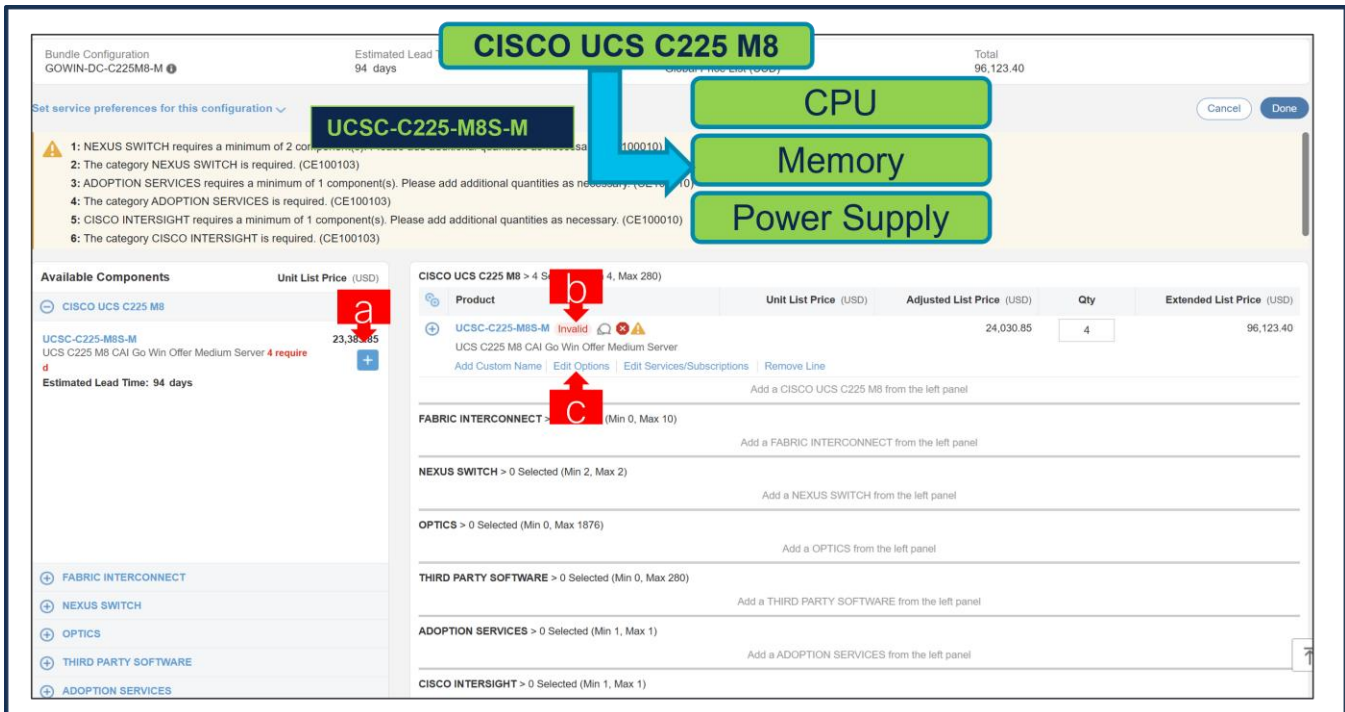 CISCO UCS C225 M8
Bundle Configuration
GOWIN-DC-C225M8-M
Estimated Lead
94 days
Total
96,123.40
Set service preferences for this configuration
UCSC-C225-M8S-M
CPU
Memory
Power Supply
Cancel
Done
1: NEXUS SWITCH requires a minimum of 2
2: The category NEXUS SWITCH is required. (CE100103)
3: ADOPTION SERVICES requires a minimum of 1 component(s). Please add additional quantities as
4: The category ADOPTION SERVICES is required. (CE100103)
5: CISCO INTERSIGHT requires a minimum of 1 component(s). Please add additional quantities as necessary. (CE100010)
6: The category CISCO INTERSIGHT is required. (CE100103)
Available Components Unit List Price (USD)
CISCO UCS C225 M8
a
UCSC-C225-M8S-M
UCS C225 M8 CAI Go Win Offer Medium Server 4 require
d
Estimated Lead Time: 94 days
FABRIC INTERCONNECT
NEXUS SWITCH
OPTICS
THIRD PARTY SOFTWARE
ADOPTION SERVICES
CISCO UCS C225 M8 > 4 4, Max 280)
b
Product Unit List Price (USD) Adjusted List Price (USD) Qty Extended List Price (USD)
UCSC-C225-M8S-M Invalid 24,030.85 4 96,123.40
UCS C225 M8 CAI Go Win Offer Medium Server
Add Custom Name Edit Options Edit Services/Subscriptions Remove Line
c
Add a CISCO UCS C225 M8 from the left panel
FABRIC INTERCONNECT (Min 0, Max 10)
Add a FABRIC INTERCONNECT from the left panel
NEXUS SWITCH > 0 Selected (Min 2, Max 2)
Add a NEXUS SWITCH from the left panel
OPTICS > 0 Selected (Min 0, Max 1876)
Add a OPTICS from the left panel
THIRD PARTY SOFTWARE > 0 Selected (Min 0, Max 280)
Add a THIRD PARTY SOFTWARE from the left panel
ADOPTION SERVICES > 0 Selected (Min 1, Max 1)
Add a ADOPTION SERVICES from the left panel
CISCO INTERSIGHT > 0 Selected (Min 1, Max 1)